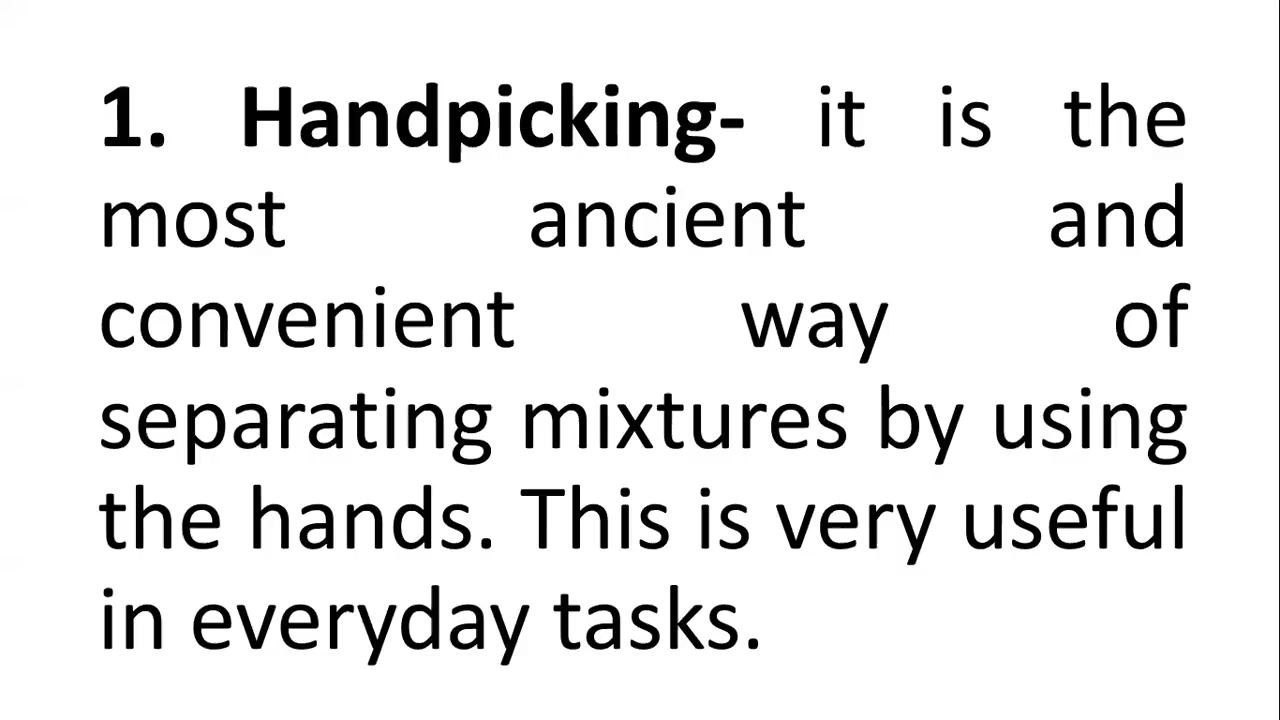 1. Handpicking- it is the
most ancient and
convenient way of
separating mixtures by using
the hands. This is very useful
in everyday tasks.